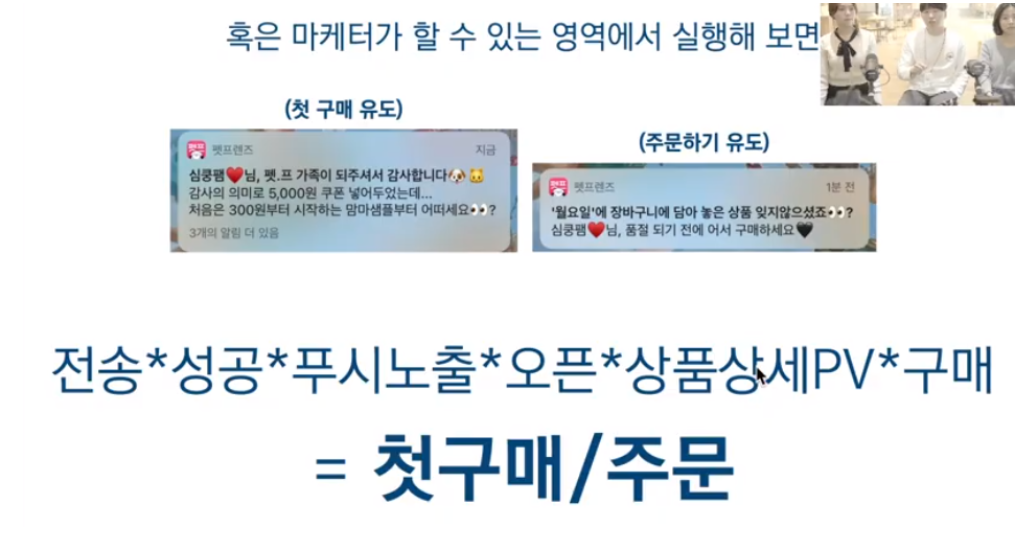 혹은 마케터가 할 수 있는 영역에서 실행해 보면
(첫 구매 유도)
펫프렌즈 지금
심쿵팸❤️님, 펫.프 가족이 되주셔서 감사합니다🐶🐱
감사의 의미로 5,000원 쿠폰 넣어두었는데...
처음은 300원부터 시작하는 맘마샘플부터 어떠세요👀?
3개의 알림 더 있음
(주문하기 유도)
펫프렌즈 1분 전
'월요일'에 장바구니에 담아 놓은 상품 잊지않으셨죠👀?
심쿵팸❤️님, 품절 되기 전에 어서 구매하세요🖤
전송*성공*푸시노출*오픈*상품상세PV*구매
= 첫구매/주문